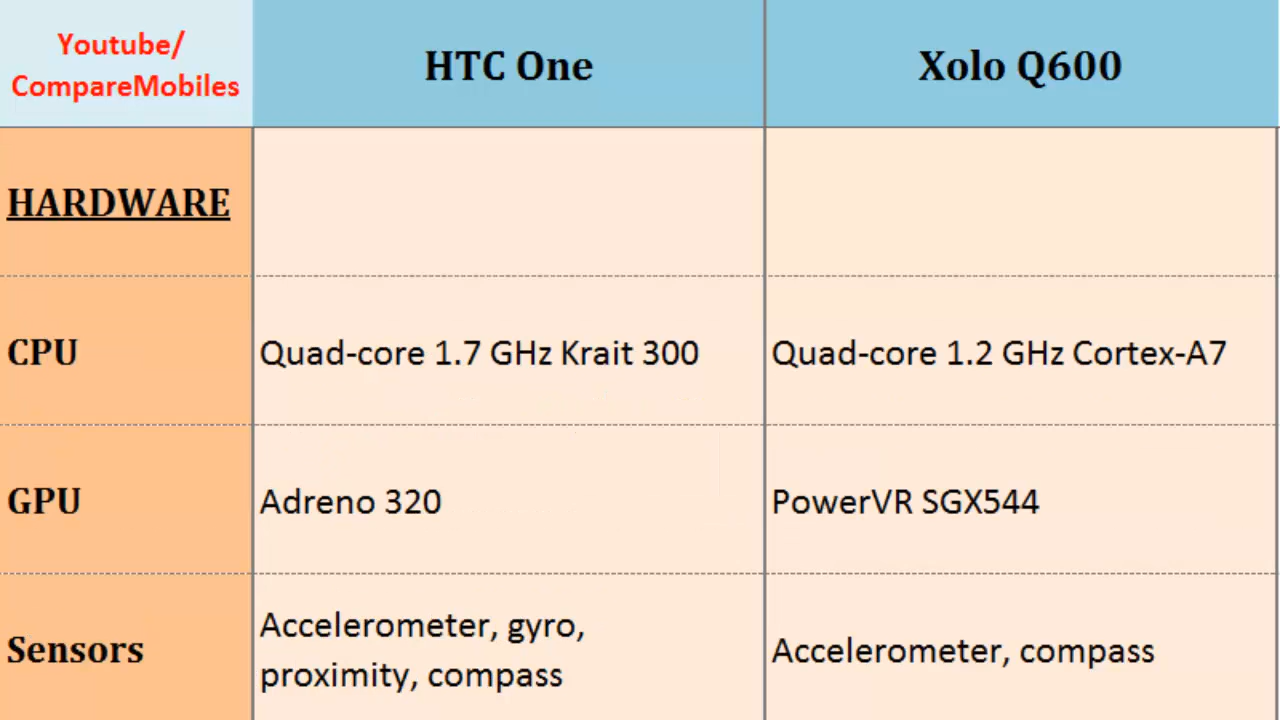 Youtube/
CompareMobiles
HTC One
Xolo Q600
HARDWARE
CPU
Quad-core 1.7 GHz Krait 300
Quad-core 1.2 GHz Cortex-A7
GPU
Adreno 320
PowerVR SGX544
Sensors
Accelerometer, gyro,
proximity, compass
Accelerometer, compass